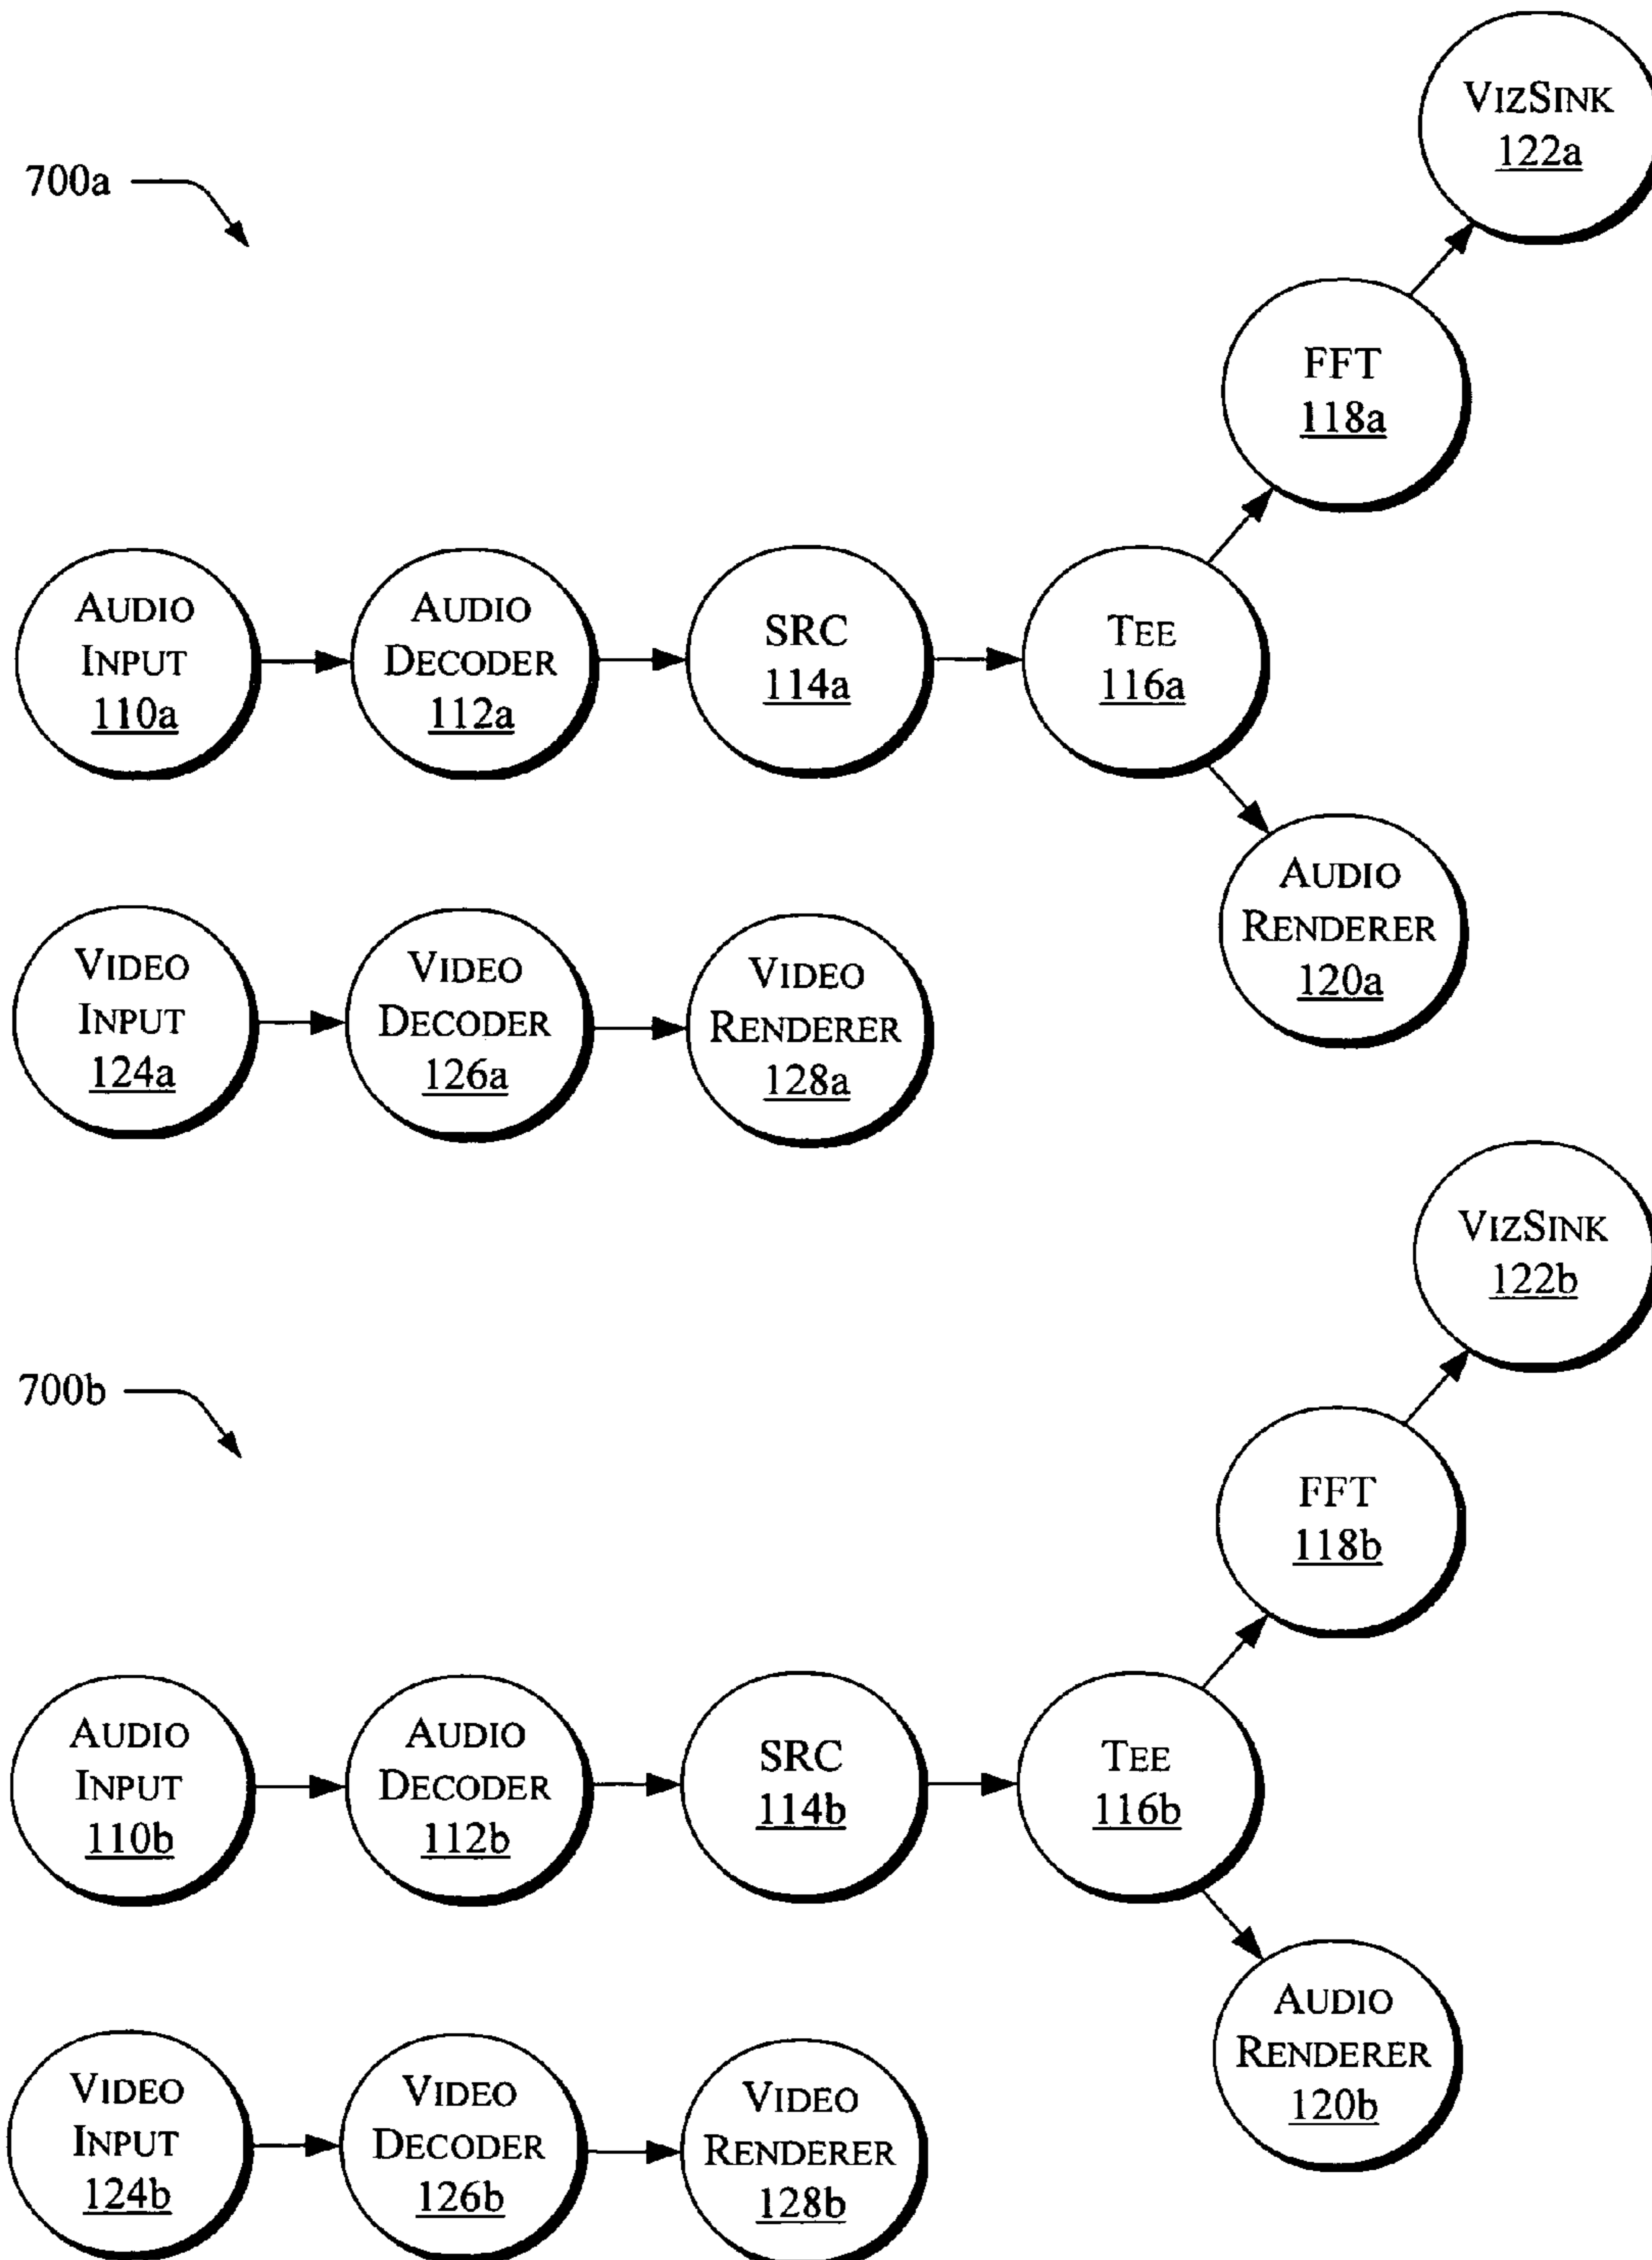 VIZSINK
122a
700a
FFT
118a
AUDIO
INPUT
110a
AUDIO
DECODER
112a
SRC
114a
TEE
116a
AUDIO
RENDERER
120a
VIDEO
INPUT
124a
VIDEO
DECODER
126a
VIDEO
RENDERER
128a
VIZSINK
122b
700b
FFT
118b
AUDIO
INPUT
110b
AUDIO
DECODER
112b
SRC
114b
TEE
116b
AUDIO
RENDERER
120b
VIDEO
INPUT
124b
VIDEO
DECODER
126b
VIDEO
RENDERER
128b